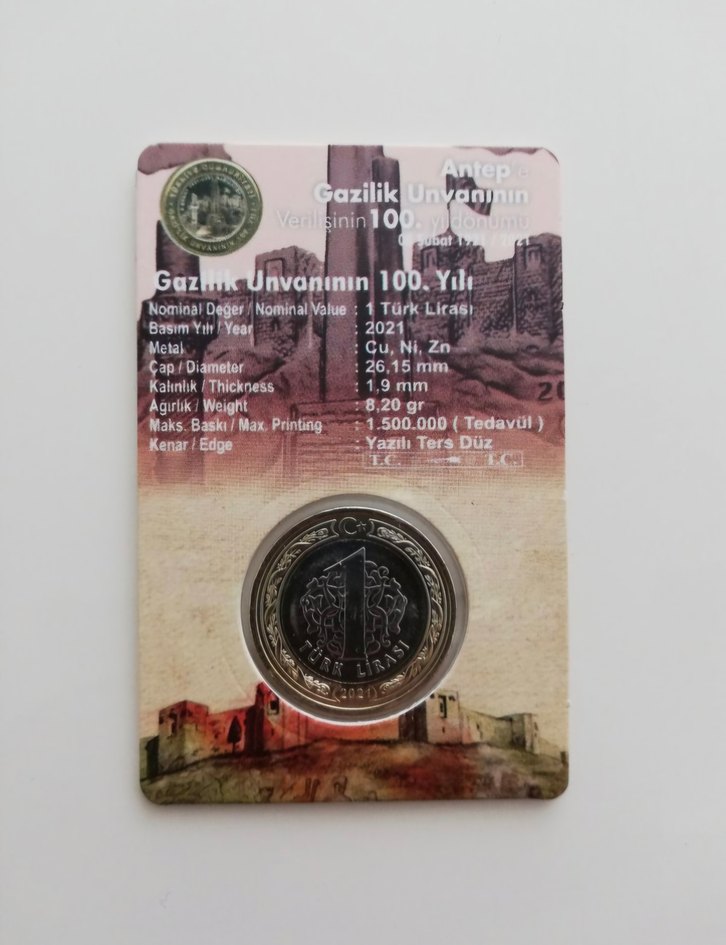 Antep'e
Gazilik Unvanının
Verilişinin 100. yıldönümü
Şubat 1921 / 2021
Gazilik Unvanının 100. Yılı
Nominal Değer / Nominal Value : 1 Türk Lirası
Basım Yılı / Year : 2021
Metal : Cu, Ni, Zn
Çap / Diameter : 26,15 mm
Kalınlık / Thickness : 1,9 mm
Ağırlık / Weight : 8,20 gr
Maks. Baskı / Max. Printing : 1.500.000 ( Tedavül )
Kenar / Edge : Yazılı Ters Düz
T.C. T.C.
1
TÜRK LİRASI
2021